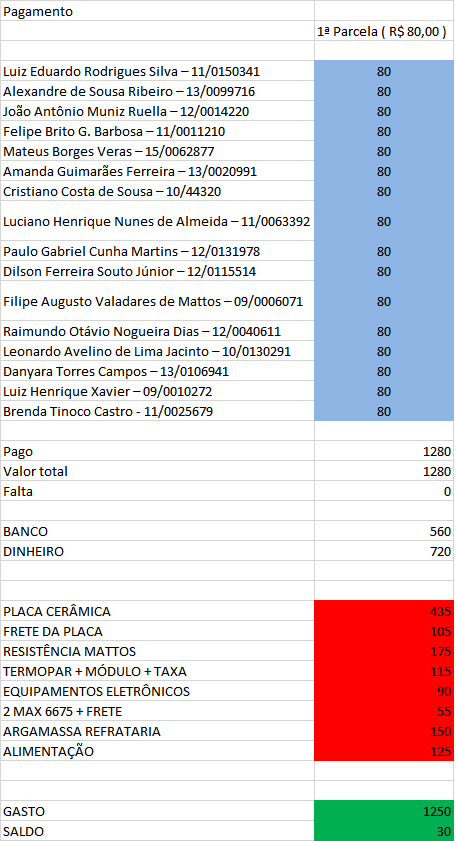 Pagamento
1ª Parcela ( R$ 80,00 )
Luiz Eduardo Rodrigues Silva – 11/0150341 80
Alexandre de Sousa Ribeiro – 13/0099716 80
João Antônio Muniz Ruella – 12/0014220 80
Felipe Brito G. Barbosa – 11/0011210 80
Mateus Borges Veras – 15/0062877 80
Amanda Guimarães Ferreira – 13/0020991 80
Cristiano Costa de Sousa – 10/44320 80
Luciano Henrique Nunes de Almeida – 11/0063392 80
Paulo Gabriel Cunha Martins – 12/0131978 80
Dilson Ferreira Souto Júnior – 12/0115514 80
Filipe Augusto Valadares de Mattos – 09/0006071 80
Raimundo Otávio Nogueira Dias – 12/0040611 80
Leonardo Avelino de Lima Jacinto – 10/0130291 80
Danyara Torres Campos – 13/0106941 80
Luiz Henrique Xavier – 09/0010272 80
Brenda Tinoco Castro - 11/0025679 80
Pago 1280
Valor total 1280
Falta 0
BANCO 560
DINHEIRO 720
PLACA CERÂMICA 435
FRETE DA PLACA 105
RESISTÊNCIA MATTOS 175
TERMOPAR + MÓDULO + TAXA 115
EQUIPAMENTOS ELETRÔNICOS 90
2 MAX 6675 + FRETE 55
ARGAMASSA REFRATARIA 150
ALIMENTAÇÃO 125
GASTO 1250
SALDO 30